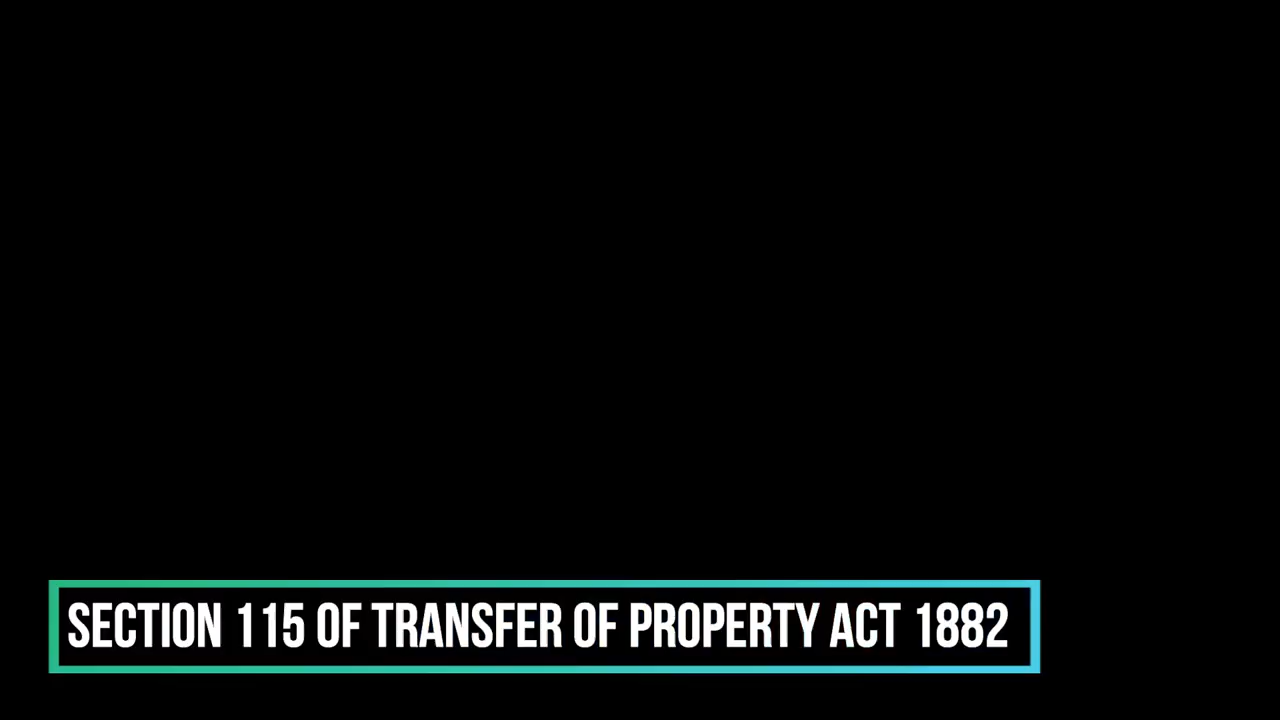 SECTION 115 OF TRANSFER OF PROPERTY ACT 1882